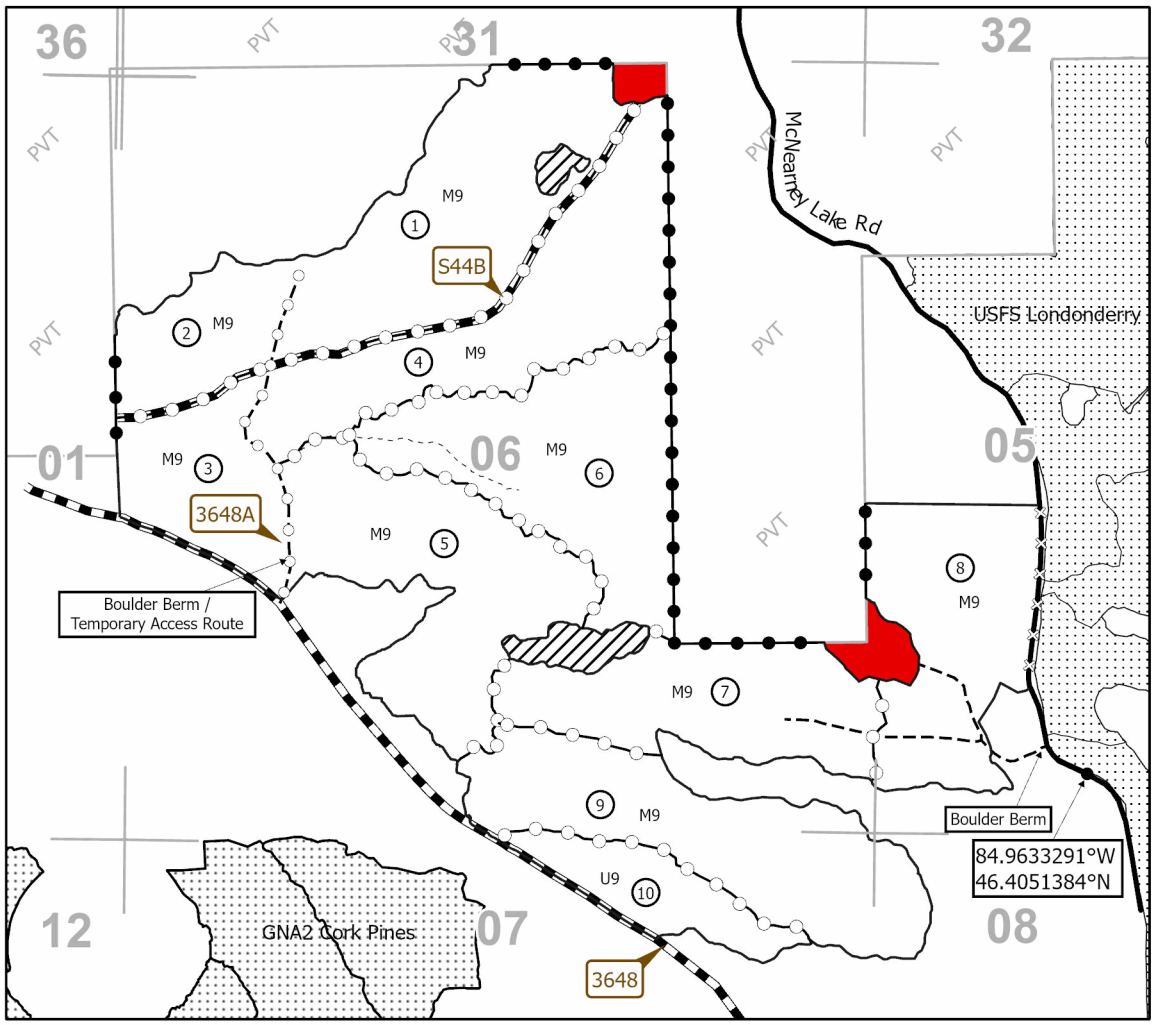 36
PVT
PVT
31
32
PVT
PVT
PVT
McNearney Lake Rd
M9
1
S44B
2
M9
USFS Londonderry
PVT
PVT
4
M9
01
M9
3
06
M9
6
05
3648A
M9
5
PVT
8
M9
Boulder Berm /
Temporary Access Route
M9
7
9
M9
Boulder Berm
84.9633291°W
46.4051384°N
U9
10
12
GNA2 Cork Pines
07
08
3648